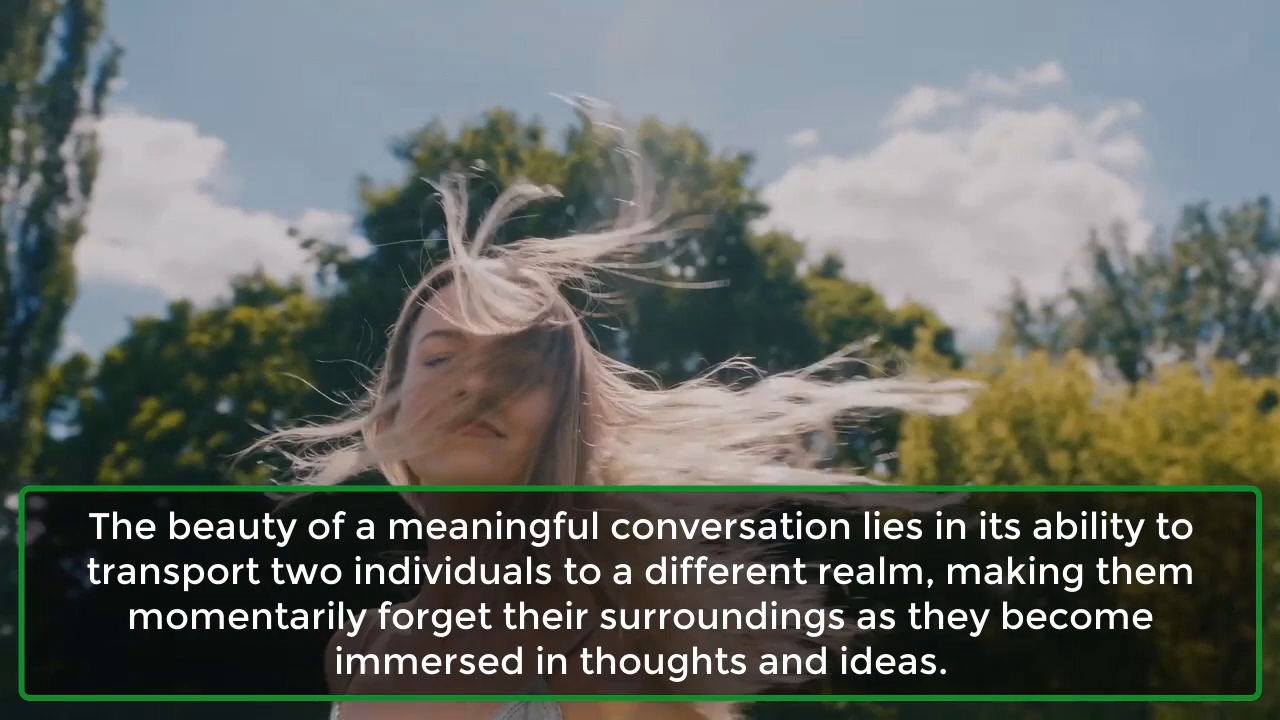 The beauty of a meaningful conversation lies in its ability to
transport two individuals to a different realm, making them
momentarily forget their surroundings as they become
immersed in thoughts and ideas.